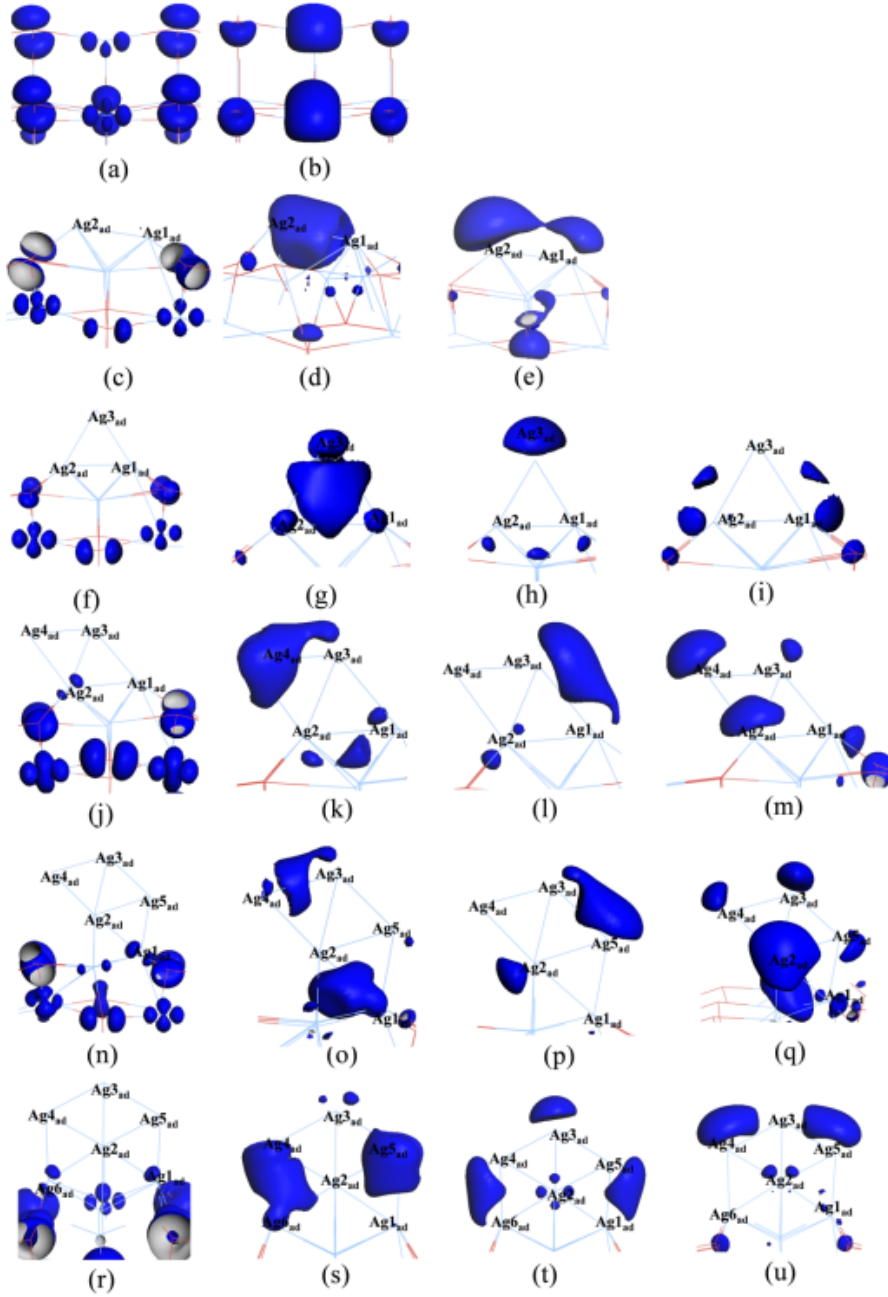 (a) (b)
Ag2ad Ag1ad Ag2ad Ag1ad Ag2ad Ag1ad
(c) (d) (e)
Ag3ad Ag3ad Ag3ad Ag3ad
Ag2ad Ag1ad Ag2ad Ag1ad Ag2ad Ag1ad Ag2ad Ag1ad
(f) (g) (h) (i)
Ag4ad Ag3ad Ag4ad Ag3ad Ag4ad Ag3ad Ag4ad Ag3ad
Ag2ad Ag1ad Ag2ad Ag1ad Ag2ad Ag1ad Ag2ad Ag1ad
(j) (k) (l) (m)
Ag3ad Ag3ad Ag3ad Ag3ad
Ag4ad Ag4ad Ag4ad Ag4ad
Ag5ad Ag5ad Ag5ad Ag5ad
Ag2ad Ag2ad Ag2ad Ag2ad
Ag1ad Ag1ad Ag1ad Ag1ad
(n) (o) (p) (q)
Ag3ad Ag3ad Ag3ad Ag3ad
Ag4ad Ag5ad Ag4ad Ag5ad Ag4ad Ag5ad Ag4ad Ag5ad
Ag2ad Ag2ad Ag2ad Ag2ad
Ag6ad Ag1ad Ag6ad Ag1ad Ag6ad Ag1ad Ag6ad Ag1ad
(r) (s) (t) (u)